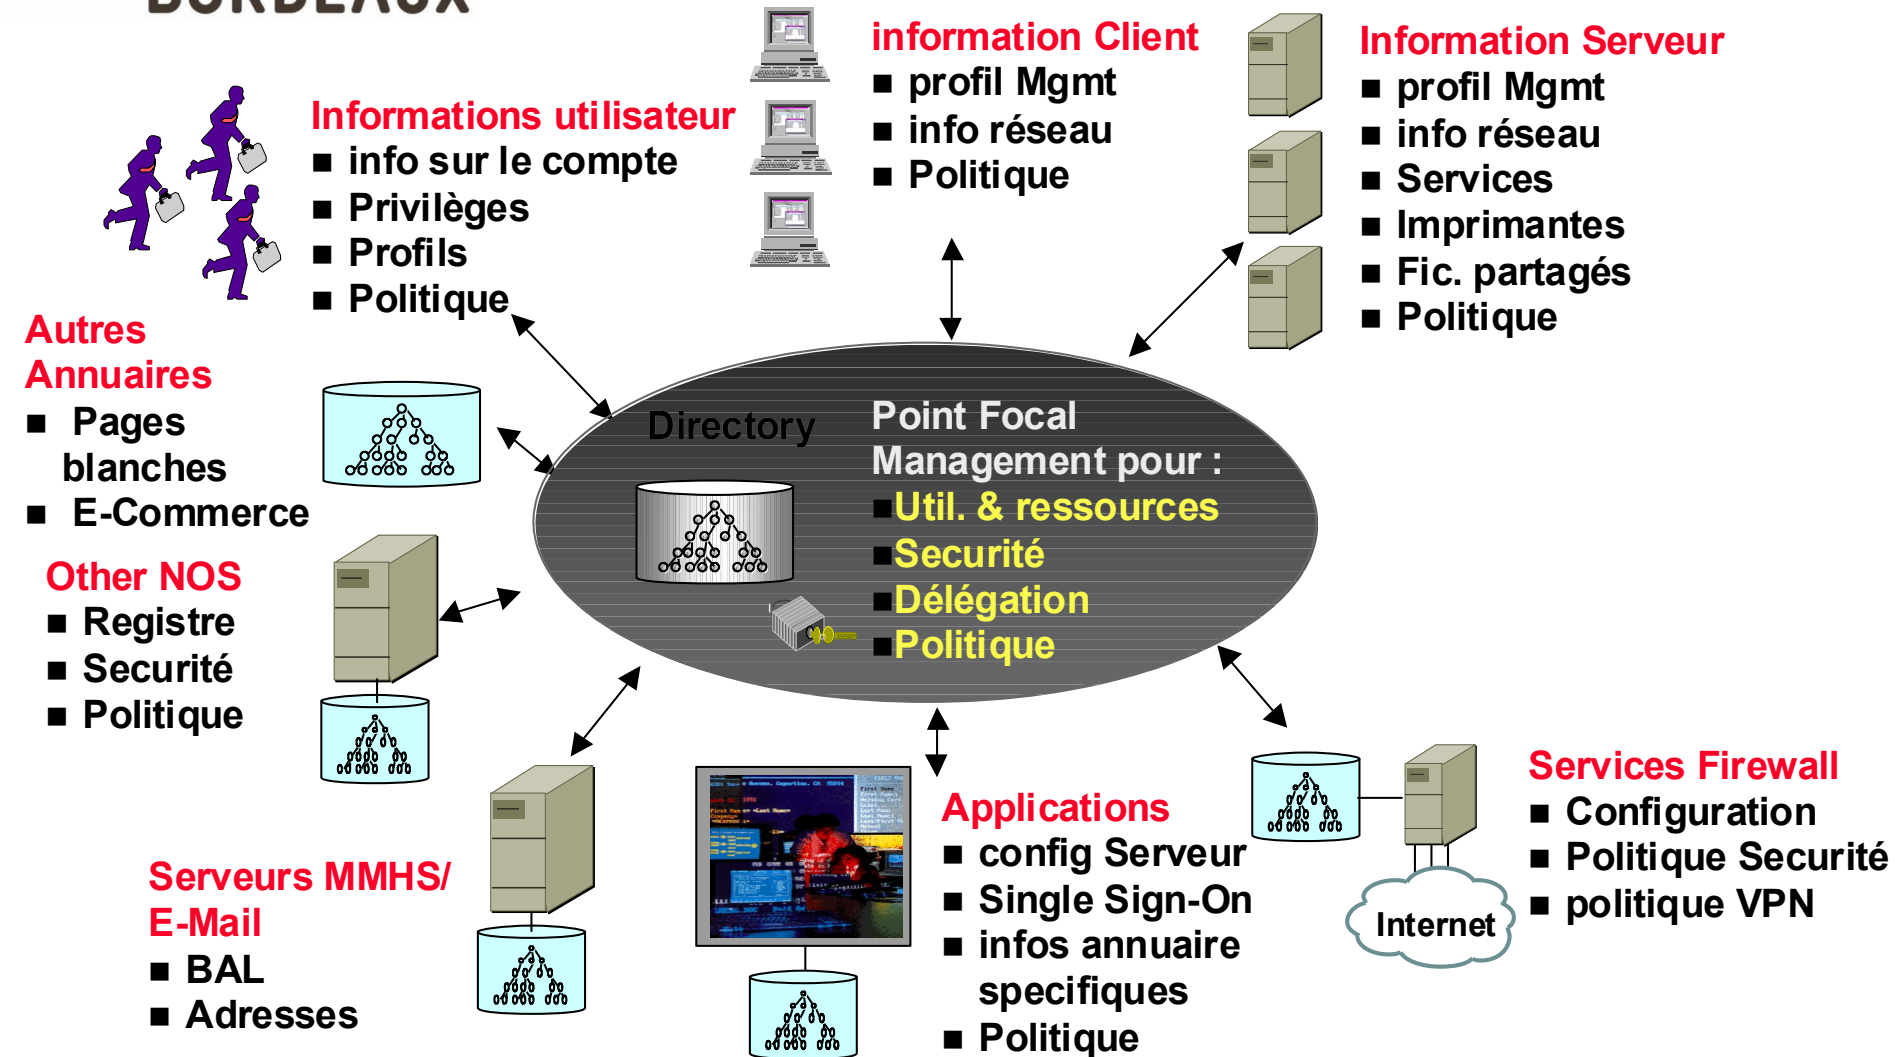 BORDEAUX
information Client
■ profil Mgmt
■ info réseau
■ Politique
Information Serveur
■ profil Mgmt
■ info réseau
■ Services
■ Imprimantes
■ Fic. partagés
■ Politique
Informations utilisateur
■ info sur le compte
■ Privilèges
■ Profils
■ Politique
Autres
Annuaires
■ Pages
blanches
■ E-Commerce
Directory
Point Focal
Management pour :
■Util. & ressources
■Securité
■Délégation
■Politique
Other NOS
■ Registre
■ Securité
■ Politique
Serveurs MMHS/
E-Mail
■ BAL
■ Adresses
Applications
■ config Serveur
■ Single Sign-On
■ infos annuaire
specifiques
■ Politique
Services Firewall
■ Configuration
■ Politique Securité
■ politique VPN
Internet